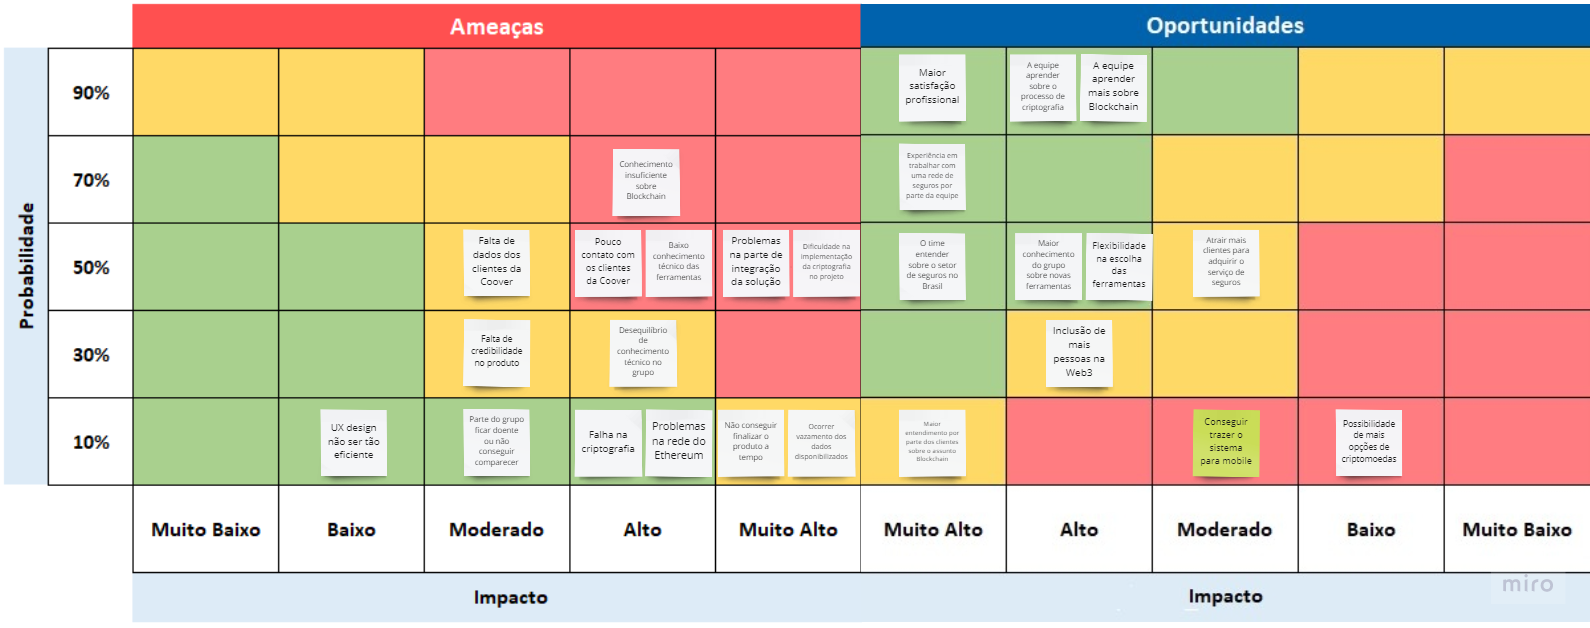 Ameaças
Oportunidades
Probabilidade
90%
Maior
satisfação
profissional
A equipe
aprender
sobre o
processo de
criptografia
A equipe
aprender
mais sobre
Blockchain
70%
Conhecimento
insuficiente
sobre
Blockchain
Experiência em
trabalhar com
uma rede de
seguros por
parte da equipe
50%
Falta de
dados dos
clientes da
Coover
Pouco
contato com
os clientes
da Coover
Baixo
conhecimento
técnico das
ferramentas
Problemas
na parte de
integração
da solução
Dificuldade na
implementação
da criptografia
no projeto
O time
entender
sobre o setor
de seguros no
Brasil
Maior
conhecimento
do grupo
sobre novas
ferramentas
Flexibilidade
na escolha
das
ferramentas
Atrair mais
clientes para
adquirir o
serviço de
seguros
30%
Falta de
credibilidade
no produto
Desequilíbrio
de
conhecimento
técnico no
grupo
Inclusão de
mais
pessoas na
Web3
10%
UX design
não ser tão
eficiente
Parte do grupo
ficar doente
ou não
conseguir
comparecer
Falha na
criptografia
Problemas
na rede do
Ethereum
Não conseguir
finalizar o
produto a
tempo
Ocorrer
vazamento dos
dados
disponibilizados
Maior
entendimento por
parte dos clientes
sobre o assunto
Blockchain
Conseguir
trazer o
sistema
para mobile
Possibilidade
de mais
opções de
criptomoedas
Muito Baixo
Baixo
Moderado
Alto
Muito Alto
Muito Alto
Alto
Moderado
Baixo
Muito Baixo
Impacto
Impacto
miro